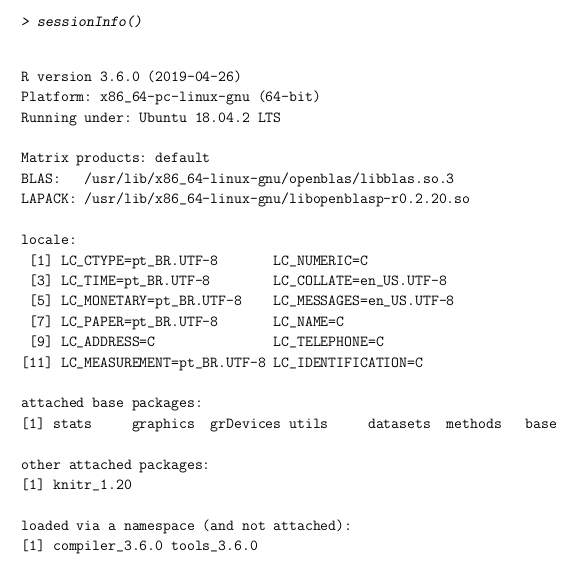 > sessionInfo()
R version 3.6.0 (2019-04-26)
Platform: x86_64-pc-linux-gnu (64-bit)
Running under: Ubuntu 18.04.2 LTS
Matrix products: default
BLAS:   /usr/lib/x86_64-linux-gnu/openblas/libblas.so.3
LAPACK: /usr/lib/x86_64-linux-gnu/libopenblasp-r0.2.20.so
locale:
 [1] LC_CTYPE=pt_BR.UTF-8       LC_NUMERIC=C
 [3] LC_TIME=pt_BR.UTF-8        LC_COLLATE=en_US.UTF-8
 [5] LC_MONETARY=pt_BR.UTF-8    LC_MESSAGES=en_US.UTF-8
 [7] LC_PAPER=pt_BR.UTF-8       LC_NAME=C
 [9] LC_ADDRESS=C               LC_TELEPHONE=C
[11] LC_MEASUREMENT=pt_BR.UTF-8 LC_IDENTIFICATION=C
attached base packages:
[1] stats     graphics  grDevices utils     datasets  methods   base
other attached packages:
[1] knitr_1.20
loaded via a namespace (and not attached):
[1] compiler_3.6.0 tools_3.6.0